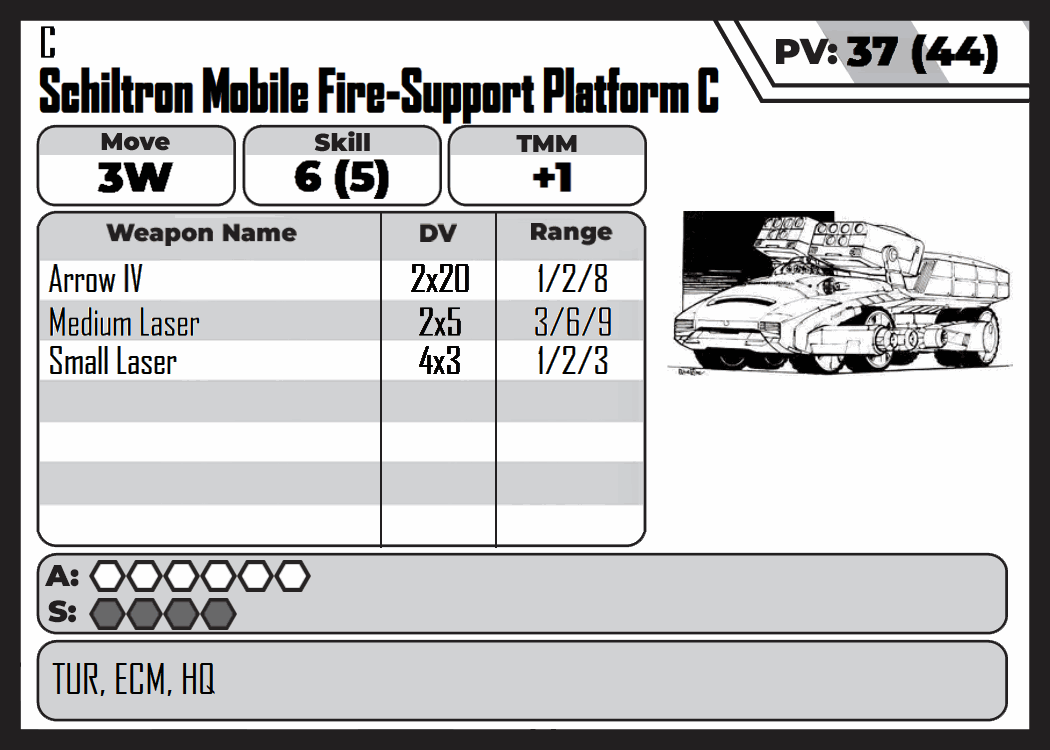 C
PV: 37 (44)
Schiltron Mobile Fire-Support Platform C
Move Skill TMM
3W 6 (5) +1
Weapon Name DV Range
Arrow IV 2x20 1/2/8
Medium Laser 2x5 3/6/9
Small Laser 4x3 1/2/3
A:
S:
TUR, ECM, HQ